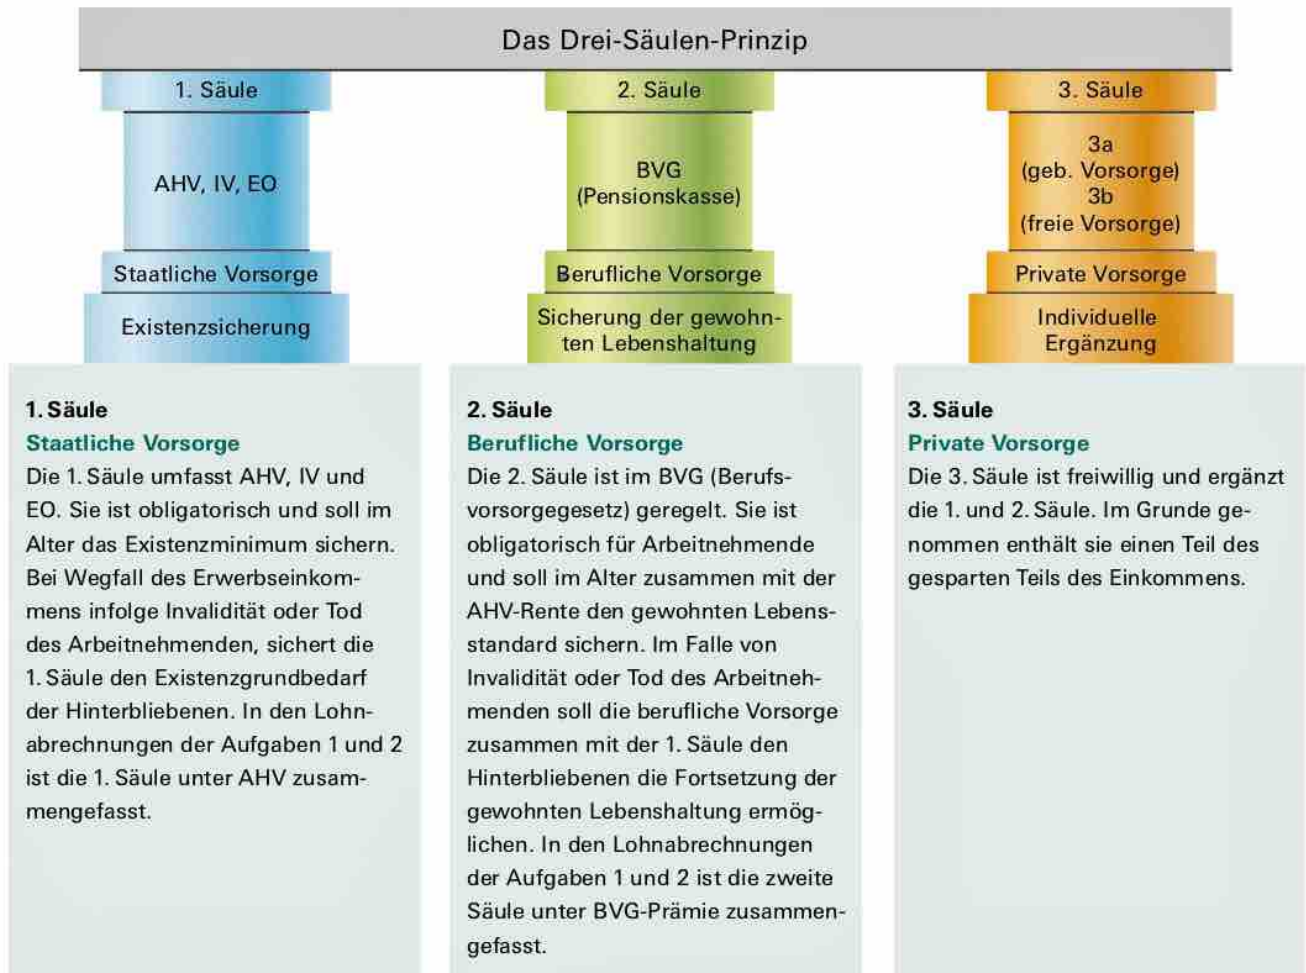 Das Drei-Säulen-Prinzip
1. Säule
AHV, IV, EO
Staatliche Vorsorge
Existenzsicherung
2. Säule
BVG
(Pensionskasse)
Berufliche Vorsorge
Sicherung der gewohn-
ten Lebenshaltung
3. Säule
3a
(geb. Vorsorge)
3b
(freie Vorsorge)
Private Vorsorge
Individuelle
Ergänzung
1. Säule
Staatliche Vorsorge
Die 1. Säule umfasst AHV, IV und
EO. Sie ist obligatorisch und soll im
Alter das Existenzminimum sichern.
Bei Wegfall des Erwerbseinkom-
mens infolge Invalidität oder Tod
des Arbeitnehmenden, sichert die
1. Säule den Existenzgrundbedarf
der Hinterbliebenen. In den Lohn-
abrechnungen der Aufgaben 1 und 2
ist die 1. Säule unter AHV zusam-
mengefasst.
2. Säule
Berufliche Vorsorge
Die 2. Säule ist im BVG (Berufs-
vorsorgegesetz) geregelt. Sie ist
obligatorisch für Arbeitnehmende
und soll im Alter zusammen mit der
AHV-Rente den gewohnten Lebens-
standard sichern. Im Falle von
Invalidität oder Tod des Arbeitneh-
menden soll die berufliche Vorsorge
zusammen mit der 1. Säule den
Hinterbliebenen die Fortsetzung der
gewohnten Lebenshaltung ermög-
lichen. In den Lohnabrechnungen
der Aufgaben 1 und 2 ist die zweite
Säule unter BVG-Prämie zusammen-
gefasst.
3. Säule
Private Vorsorge
Die 3. Säule ist freiwillig und ergänzt
die 1. und 2. Säule. Im Grunde ge-
nommen enthält sie einen Teil des
gesparten Teils des Einkommens.